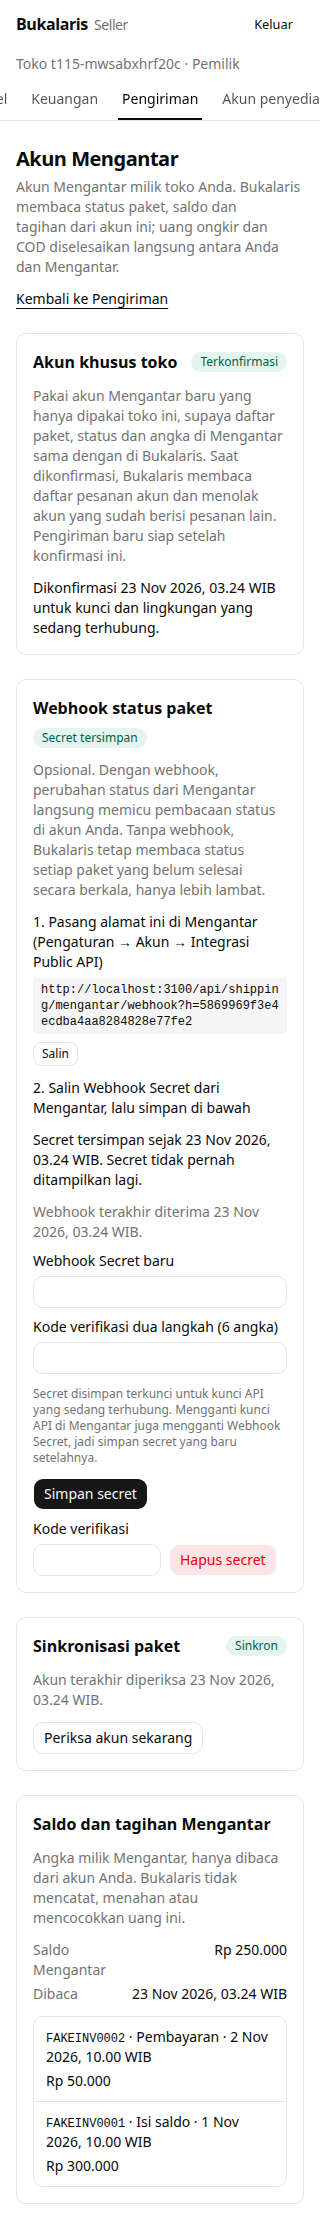 Bukalaris Seller
Keluar
Toko t115-mwsabxhrf20c · Pemilik
el Keuangan Pengiriman Akun penyedia
Akun Mengantar
Akun Mengantar milik toko Anda. Bukalaris
membaca status paket, saldo dan
tagihan dari akun ini; uang ongkir dan
COD diselesaikan langsung antara Anda
dan Mengantar.
Kembali ke Pengiriman
Akun khusus toko
Terkonfirmasi
Pakai akun Mengantar baru yang
hanya dipakai toko ini, supaya daftar
paket, status dan angka di Mengantar
sama dengan di Bukalaris. Saat
dikonfirmasi, Bukalaris membaca
daftar pesanan akun dan menolak
akun yang sudah berisi pesanan lain.
Pengiriman baru siap setelah
konfirmasi ini.
Dikonfirmasi 23 Nov 2026, 03.24 WIB
untuk kunci dan lingkungan yang
sedang terhubung.
Webhook status paket
Secret tersimpan
Opsional. Dengan webhook,
perubahan status dari Mengantar
langsung memicu pembacaan status
di akun Anda. Tanpa webhook,
Bukalaris tetap membaca status
setiap paket yang belum selesai
secara berkala, hanya lebih lambat.
1. Pasang alamat ini di Mengantar
(Pengaturan → Akun → Integrasi
Public API)
http://localhost:3100/api/shippin
g/mengantar/webhook?h=5869969f3e4
ecdba4aa8284828e77fe2
Salin
2. Salin Webhook Secret dari
Mengantar, lalu simpan di bawah
Secret tersimpan sejak 23 Nov 2026,
03.24 WIB. Secret tidak pernah
ditampilkan lagi.
Webhook terakhir diterima 23 Nov
2026, 03.24 WIB.
Webhook Secret baru
Kode verifikasi dua langkah (6 angka)
Secret disimpan terkunci untuk kunci API
yang sedang terhubung. Mengganti kunci
API di Mengantar juga mengganti Webhook
Secret, jadi simpan secret yang baru
setelahnya.
Simpan secret
Kode verifikasi
Hapus secret
Sinkronisasi paket
Sinkron
Akun terakhir diperiksa 23 Nov 2026,
03.24 WIB.
Periksa akun sekarang
Saldo dan tagihan Mengantar
Angka milik Mengantar, hanya dibaca
dari akun Anda. Bukalaris tidak
mencatat, menahan atau
mencocokkan uang ini.
Saldo Mengantar
Rp 250.000
Dibaca
23 Nov 2026, 03.24 WIB
FAKEINV0002 · Pembayaran · 2 Nov
2026, 10.00 WIB
Rp 50.000
FAKEINV0001 · Isi saldo · 1 Nov
2026, 10.00 WIB
Rp 300.000